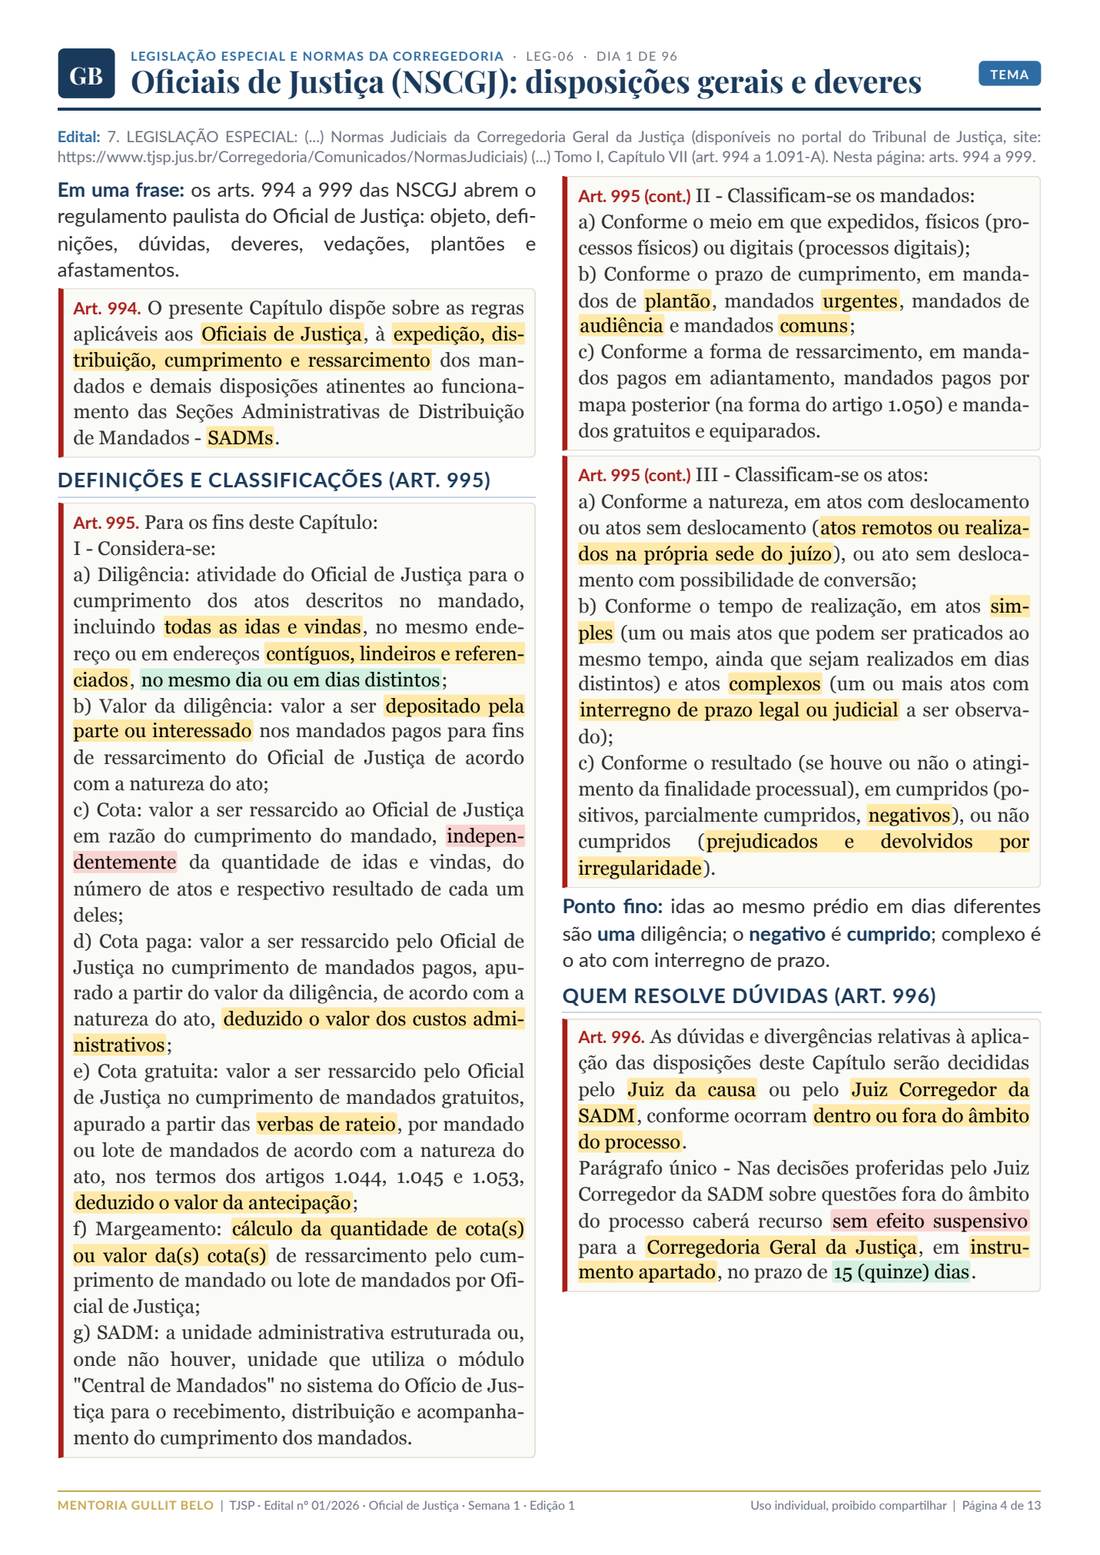 GB
LEGISLAÇÃO ESPECIAL E NORMAS DA CORREGEDORIA · LEG-06 · DIA 1 DE 96
Oficiais de Justiça (NSCGJ): disposições gerais e deveres
TEMA
Edital: 7. LEGISLAÇÃO ESPECIAL: (...) Normas Judiciais da Corregedoria Geral da Justiça (disponíveis no portal do Tribunal de Justiça, site:
https://www.tjsp.jus.br/Corregedoria/Comunicados/NormasJudiciais) (...) Tomo I, Capítulo VII (art. 994 a 1.091-A). Nesta página: arts. 994 a 999.
Em uma frase: os arts. 994 a 999 das NSCGJ abrem o
regulamento paulista do Oficial de Justiça: objeto, defi-
nições, dúvidas, deveres, vedações, plantões e
afastamentos.
Art. 994. O presente Capítulo dispõe sobre as regras
aplicáveis aos Oficiais de Justiça, à expedição, dis-
tribuição, cumprimento e ressarcimento dos man-
dados e demais disposições atinentes ao funciona-
mento das Seções Administrativas de Distribuição
de Mandados - SADMs.
DEFINIÇÕES E CLASSIFICAÇÕES (ART. 995)
Art. 995. Para os fins deste Capítulo:
I - Considera-se:
a) Diligência: atividade do Oficial de Justiça para o
cumprimento dos atos descritos no mandado,
incluindo todas as idas e vindas, no mesmo ende-
reço ou em endereços contíguos, lindeiros e referen-
ciados, no mesmo dia ou em dias distintos;
b) Valor da diligência: valor a ser depositado pela
parte ou interessado nos mandados pagos para fins
de ressarcimento do Oficial de Justiça de acordo
com a natureza do ato;
c) Cota: valor a ser ressarcido ao Oficial de Justiça
em razão do cumprimento do mandado, indepen-
dentemente da quantidade de idas e vindas, do
número de atos e respectivo resultado de cada um
deles;
d) Cota paga: valor a ser ressarcido pelo Oficial de
Justiça no cumprimento de mandados pagos, apu-
rado a partir do valor da diligência, de acordo com a
natureza do ato, deduzido o valor dos custos admi-
nistrativos;
e) Cota gratuita: valor a ser ressarcido pelo Oficial
de Justiça no cumprimento de mandados gratuitos,
apurado a partir das verbas de rateio, por mandado
ou lote de mandados de acordo com a natureza do
ato, nos termos dos artigos 1.044, 1.045 e 1.053,
deduzido o valor da antecipação;
f) Margeamento: cálculo da quantidade de cota(s)
ou valor da(s) cota(s) de ressarcimento pelo cum-
primento de mandado ou lote de mandados por Ofi-
cial de Justiça;
g) SADM: a unidade administrativa estruturada ou,
onde não houver, unidade que utiliza o módulo
"Central de Mandados" no sistema do Ofício de Jus-
tiça para o recebimento, distribuição e acompanha-
mento do cumprimento dos mandados.
Art. 995 (cont.) II - Classificam-se os mandados:
a) Conforme o meio em que expedidos, físicos (pro-
cessos físicos) ou digitais (processos digitais);
b) Conforme o prazo de cumprimento, em manda-
dos de plantão, mandados urgentes, mandados de
audiência e mandados comuns;
c) Conforme a forma de ressarcimento, em manda-
dos pagos em adiantamento, mandados pagos por
mapa posterior (na forma do artigo 1.050) e manda-
dos gratuitos e equiparados.
Art. 995 (cont.) III - Classificam-se os atos:
a) Conforme a natureza, em atos com deslocamento
ou atos sem deslocamento (atos remotos ou realiza-
dos na própria sede do juízo), ou ato sem desloca-
mento com possibilidade de conversão;
b) Conforme o tempo de realização, em atos sim-
ples (um ou mais atos que podem ser praticados ao
mesmo tempo, ainda que sejam realizados em dias
distintos) e atos complexos (um ou mais atos com
interregno de prazo legal ou judicial a ser observa-
do);
c) Conforme o resultado (se houve ou não o atingi-
mento da finalidade processual), em cumpridos (po-
sitivos, parcialmente cumpridos, negativos), ou não
cumpridos (prejudicados e devolvidos por
irregularidade).
Ponto fino: idas ao mesmo prédio em dias diferentes
são uma diligência; o negativo é cumprido; complexo é
o ato com interregno de prazo.
QUEM RESOLVE DÚVIDAS (ART. 996)
Art. 996. As dúvidas e divergências relativas à aplica-
ção das disposições deste Capítulo serão decididas
pelo Juiz da causa ou pelo Juiz Corregedor da
SADM, conforme ocorram dentro ou fora do âmbito
do processo.
Parágrafo único - Nas decisões proferidas pelo Juiz
Corregedor da SADM sobre questões fora do âmbito
do processo caberá recurso sem efeito suspensivo
para a Corregedoria Geral da Justiça, em instru-
mento apartado, no prazo de 15 (quinze) dias.
MENTORIA GULLIT BELO | TJSP · Edital nº 01/2026 · Oficial de Justiça · Semana 1 · Edição 1
Uso individual, proibido compartilhar | Página 4 de 13